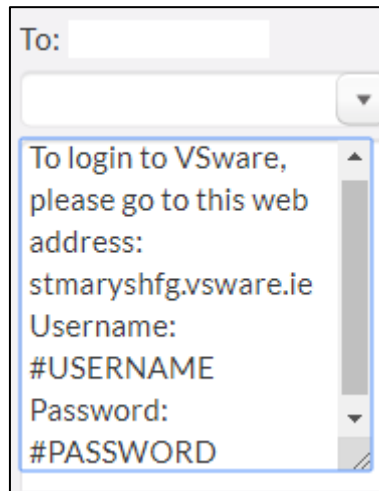 To:
To login to VSware,
please go to this web
address:
stmaryshfg.vsware.ie
Username:
#USERNAME
Password:
#PASSWORD